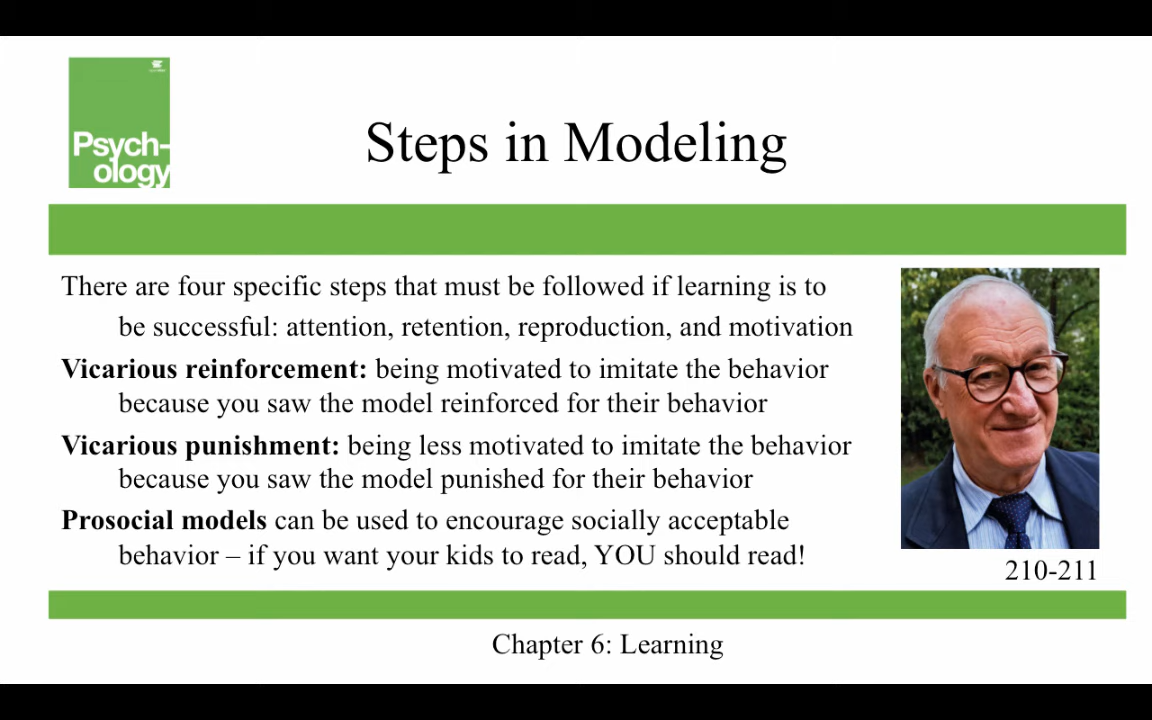 Psych-
ology
Steps in Modeling
There are four specific steps that must be followed if learning is to
be successful: attention, retention, reproduction, and motivation
Vicarious reinforcement: being motivated to imitate the behavior
because you saw the model reinforced for their behavior
Vicarious punishment: being less motivated to imitate the behavior
because you saw the model punished for their behavior
Prosocial models can be used to encourage socially acceptable
behavior – if you want your kids to read, YOU should read!
210-211
Chapter 6: Learning